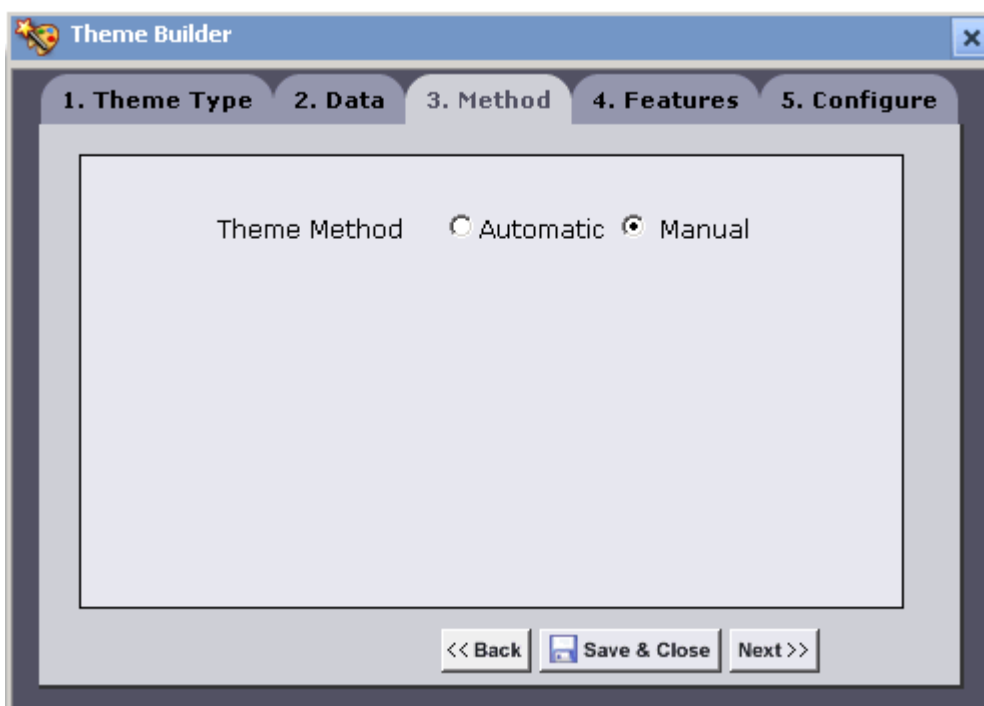 Theme Builder
1. Theme Type 2. Data 3. Method 4. Features 5. Configure
Theme Method Automatic Manual
<< Back Save & Close Next >>